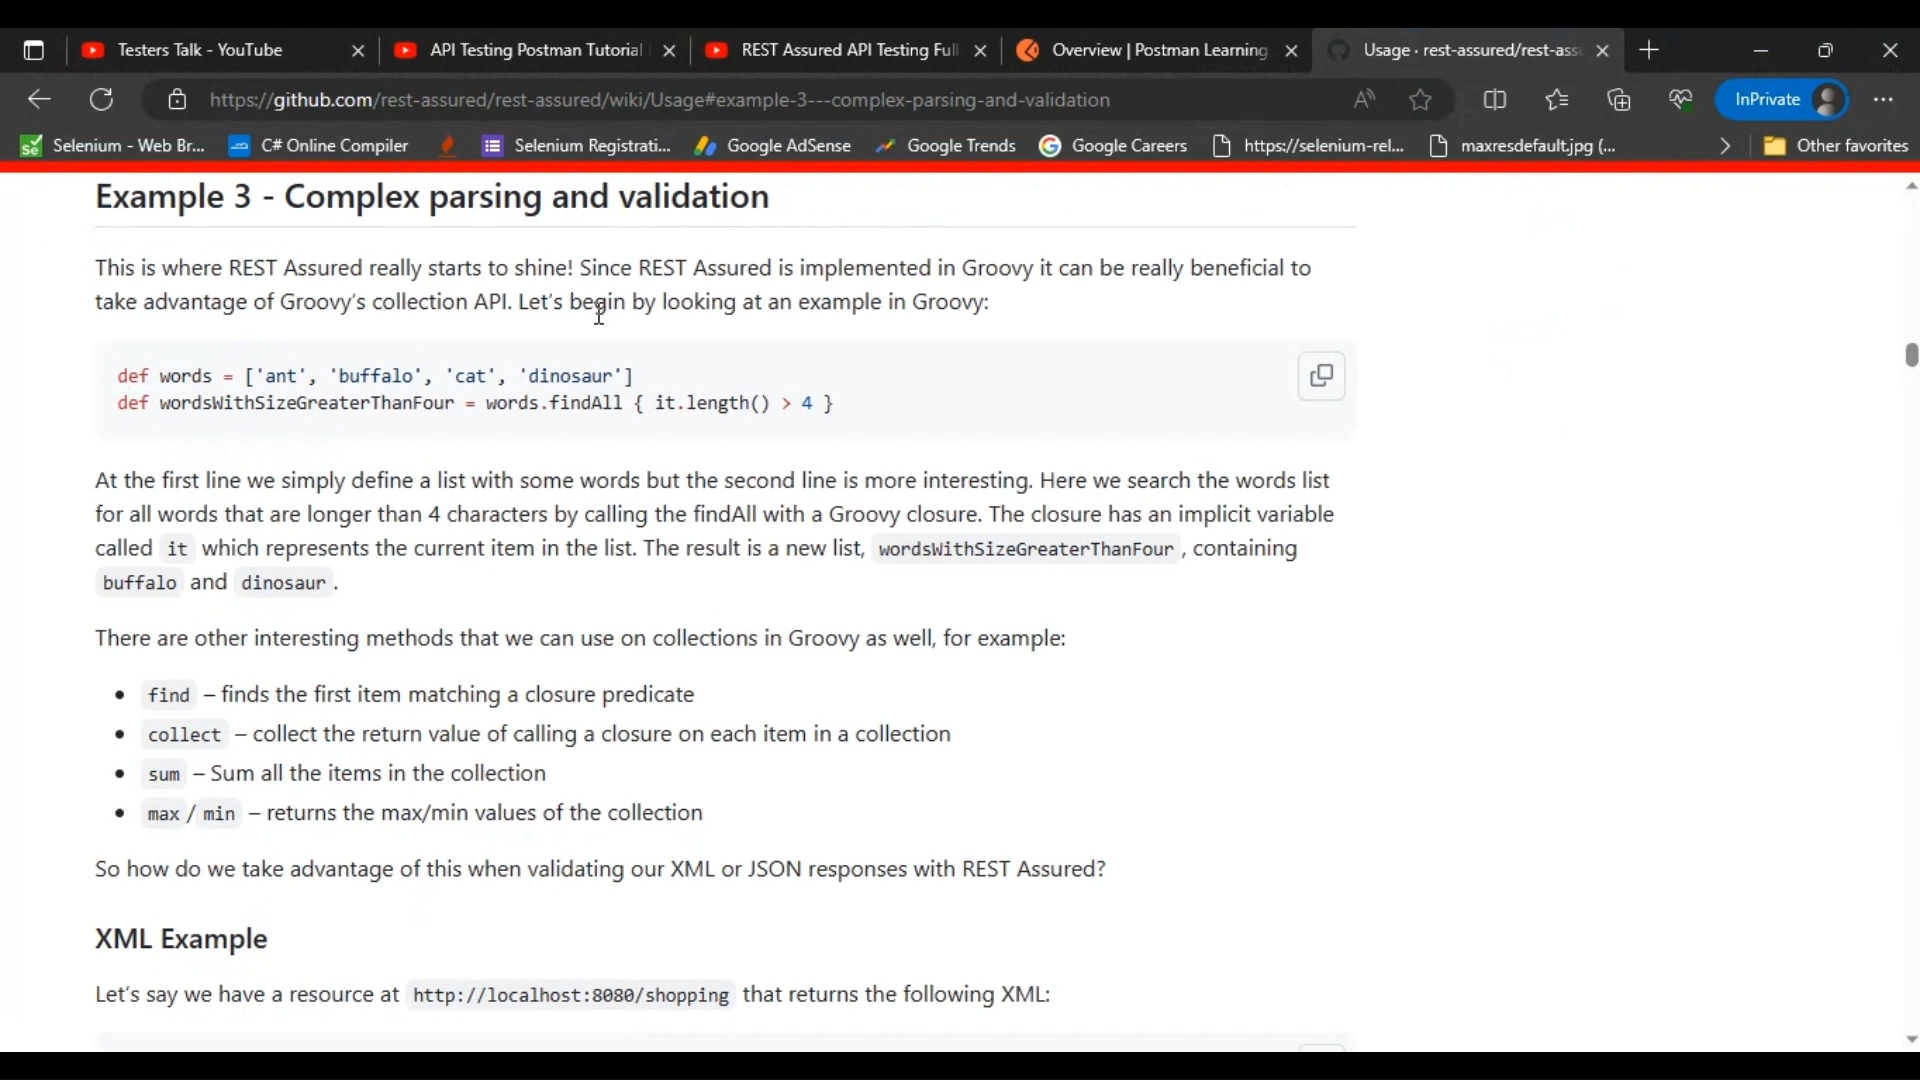 Testers Talk - YouTube
API Testing Postman Tutorial
REST Assured API Testing Full
Overview | Postman Learning
Usage · rest-assured/rest-assu
https://github.com/rest-assured/rest-assured/wiki/Usage#example-3---complex-parsing-and-validation
InPrivate
Selenium - Web Br...
C# Online Compiler
Selenium Registrati...
Google AdSense
Google Trends
Google Careers
https://selenium-rel...
maxresdefault.jpg (...
Other favorites
Example 3 - Complex parsing and validation
This is where REST Assured really starts to shine! Since REST Assured is implemented in Groovy it can be really beneficial to
take advantage of Groovy's collection API. Let's begin by looking at an example in Groovy:
def words = ['ant', 'buffalo', 'cat', 'dinosaur']
def wordsWithSizeGreaterThanFour = words.findAll { it.length() > 4 }
At the first line we simply define a list with some words but the second line is more interesting. Here we search the words list
for all words that are longer than 4 characters by calling the findAll with a Groovy closure. The closure has an implicit variable
called it which represents the current item in the list. The result is a new list, wordsWithSizeGreaterThanFour, containing
buffalo and dinosaur.
There are other interesting methods that we can use on collections in Groovy as well, for example:
• find – finds the first item matching a closure predicate
• collect – collect the return value of calling a closure on each item in a collection
• sum – Sum all the items in the collection
• max / min – returns the max/min values of the collection
So how do we take advantage of this when validating our XML or JSON responses with REST Assured?
XML Example
Let's say we have a resource at http://localhost:8080/shopping that returns the following XML: